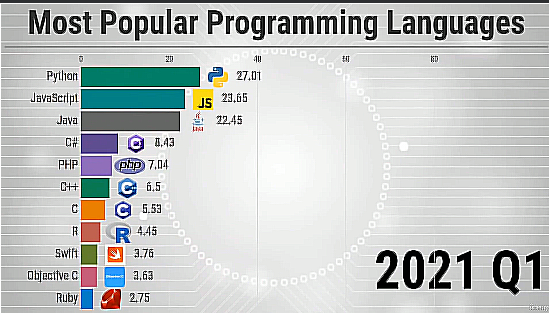 Most Popular Programming Languages
0 20 40 60 80
Python 27,01
JavaScript JS 23,65
Java Java 22,45
C# 8,43
PHP php 7,04
C++ 6,5
C C 5,53
R R 4,45
Swift 3,76
Objective C 3,63
Ruby 2,75
2021 Q1